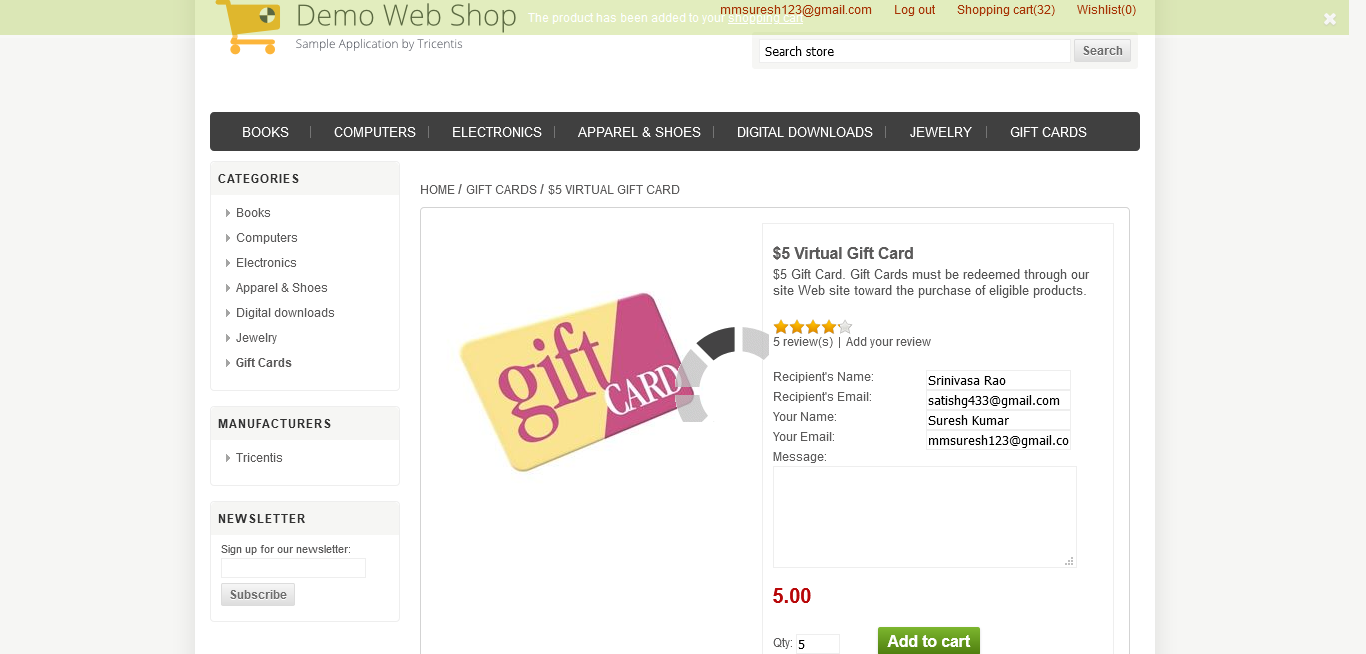 Demo Web Shop
Sample Application by Tricentis
The product has been added to your shopping cart
mmsuresh123@gmail.com Log out Shopping cart(32) Wishlist(0)
Search store Search
BOOKS COMPUTERS ELECTRONICS APPAREL & SHOES DIGITAL DOWNLOADS JEWELRY GIFT CARDS
CATEGORIES
Books
Computers
Electronics
Apparel & Shoes
Digital downloads
Jewelry
Gift Cards
MANUFACTURERS
Tricentis
NEWSLETTER
Sign up for our newsletter:
Subscribe
HOME / GIFT CARDS / $5 VIRTUAL GIFT CARD
gift
CARD
$5 Virtual Gift Card
$5 Gift Card. Gift Cards must be redeemed through our
site Web site toward the purchase of eligible products.
5 review(s) | Add your review
Recipient's Name: Srinivasa Rao
Recipient's Email: satishg433@gmail.com
Your Name: Suresh Kumar
Your Email: mmsuresh123@gmail.co
Message:
5.00
Qty: 5 Add to cart